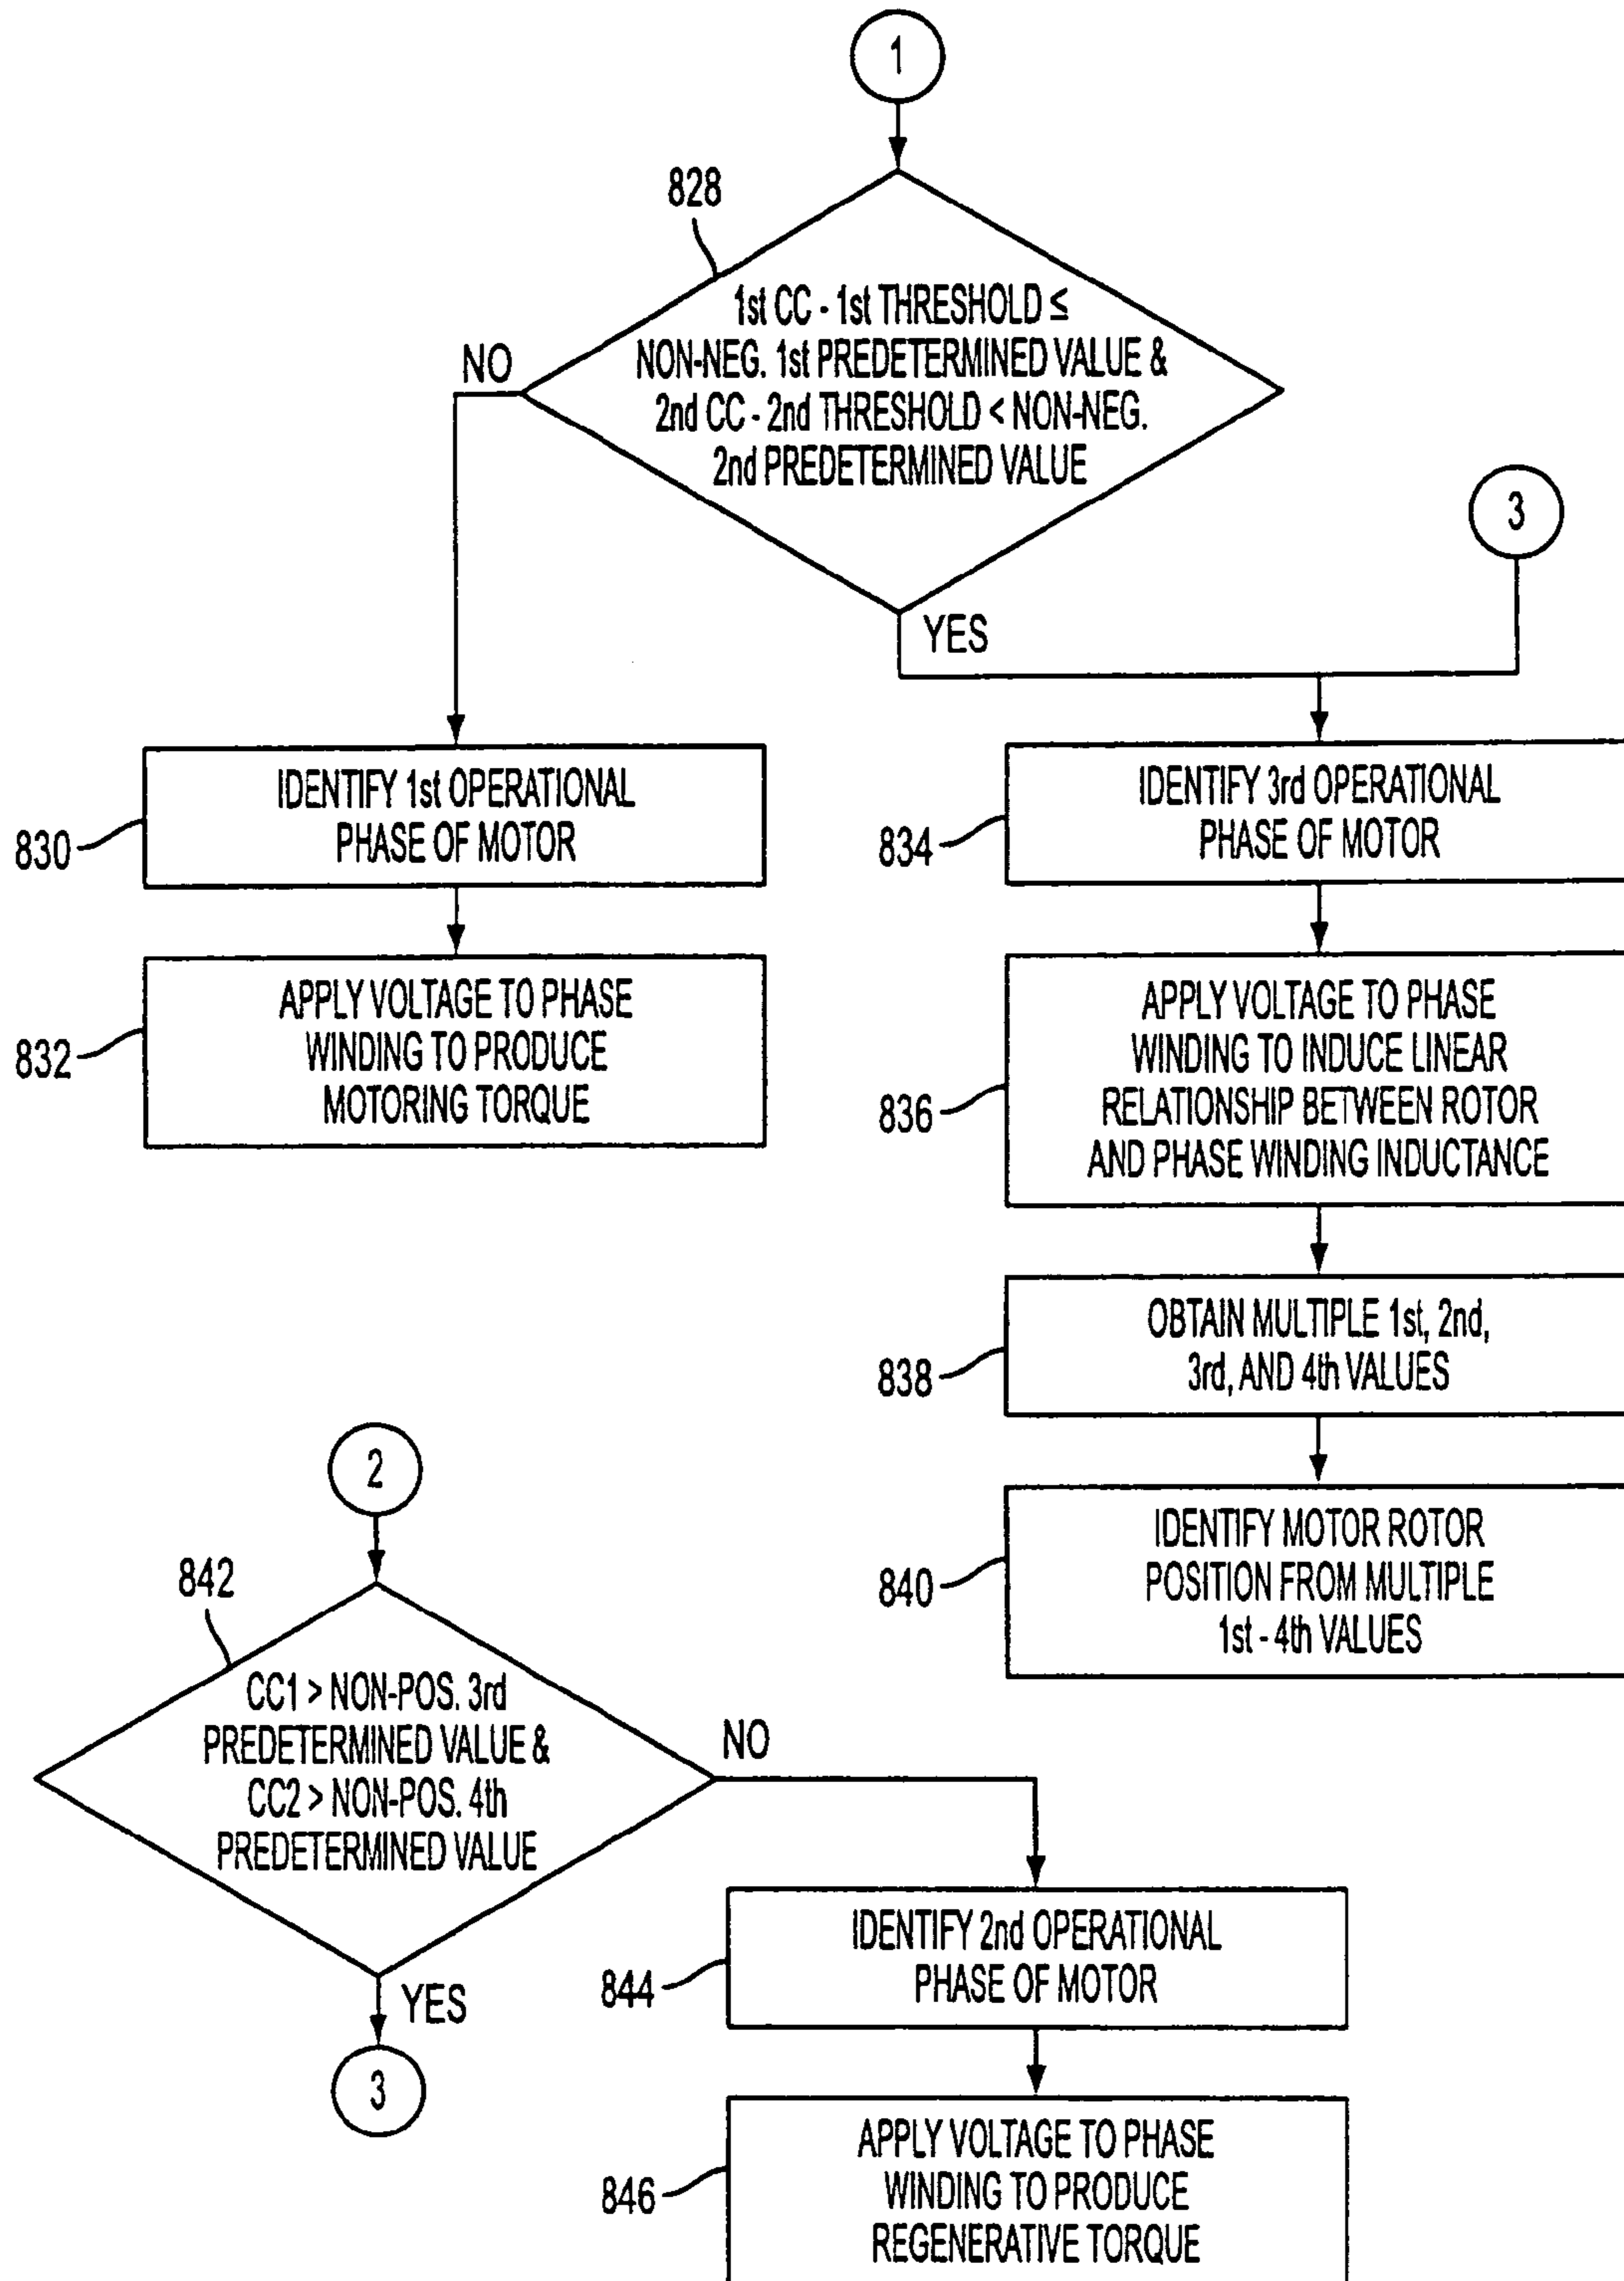 1
828
1st CC - 1st THRESHOLD ≤
NON-NEG. 1st PREDETERMINED VALUE &
2nd CC - 2nd THRESHOLD < NON-NEG.
2nd PREDETERMINED VALUE
NO
YES
3
830
IDENTIFY 1st OPERATIONAL
PHASE OF MOTOR
832
APPLY VOLTAGE TO PHASE
WINDING TO PRODUCE
MOTORING TORQUE
834
IDENTIFY 3rd OPERATIONAL
PHASE OF MOTOR
836
APPLY VOLTAGE TO PHASE
WINDING TO INDUCE LINEAR
RELATIONSHIP BETWEEN ROTOR
AND PHASE WINDING INDUCTANCE
838
OBTAIN MULTIPLE 1st, 2nd,
3rd, AND 4th VALUES
840
IDENTIFY MOTOR ROTOR
POSITION FROM MULTIPLE
1st - 4th VALUES
2
842
CC1 > NON-POS. 3rd
PREDETERMINED VALUE &
CC2 > NON-POS. 4th
PREDETERMINED VALUE
NO
YES
3
844
IDENTIFY 2nd OPERATIONAL
PHASE OF MOTOR
846
APPLY VOLTAGE TO PHASE
WINDING TO PRODUCE
REGENERATIVE TORQUE